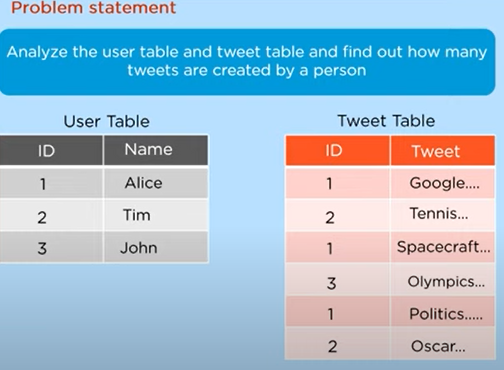 Problem statement
Analyze the user table and tweet table and find out how many
tweets are created by a person
User Table
ID Name
1 Alice
2 Tim
3 John
Tweet Table
ID Tweet
1 Google....
2 Tennis...
1 Spacecraft...
3 Olympics...
1 Politics.....
2 Oscar...